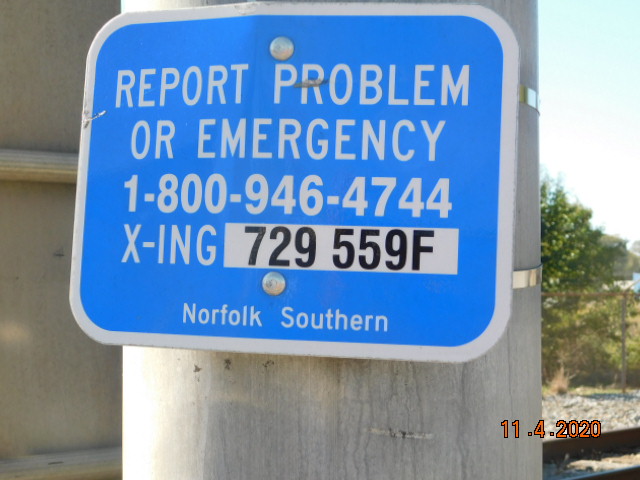 REPORT PROBLEM
OR EMERGENCY
1-800-946-4744
X-ING 729 559F
Norfolk Southern
11.4.2020